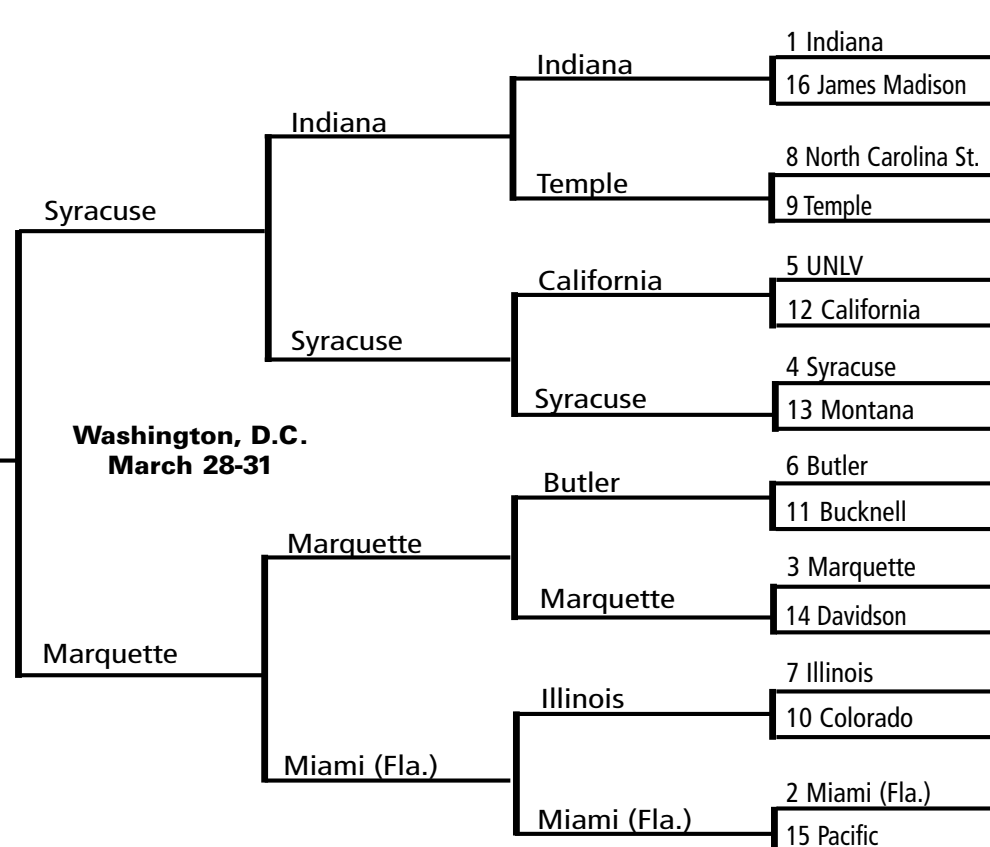 1 Indiana
16 James Madison
8 North Carolina St.
9 Temple
5 UNLV
12 California
4 Syracuse
13 Montana
6 Butler
11 Bucknell
3 Marquette
14 Davidson
7 Illinois
10 Colorado
2 Miami (Fla.)
15 Pacific
Indiana
Temple
California
Syracuse
Butler
Marquette
Illinois
Miami (Fla.)
Indiana
Syracuse
Marquette
Miami (Fla.)
Syracuse
Marquette
Washington, D.C.
March 28-31